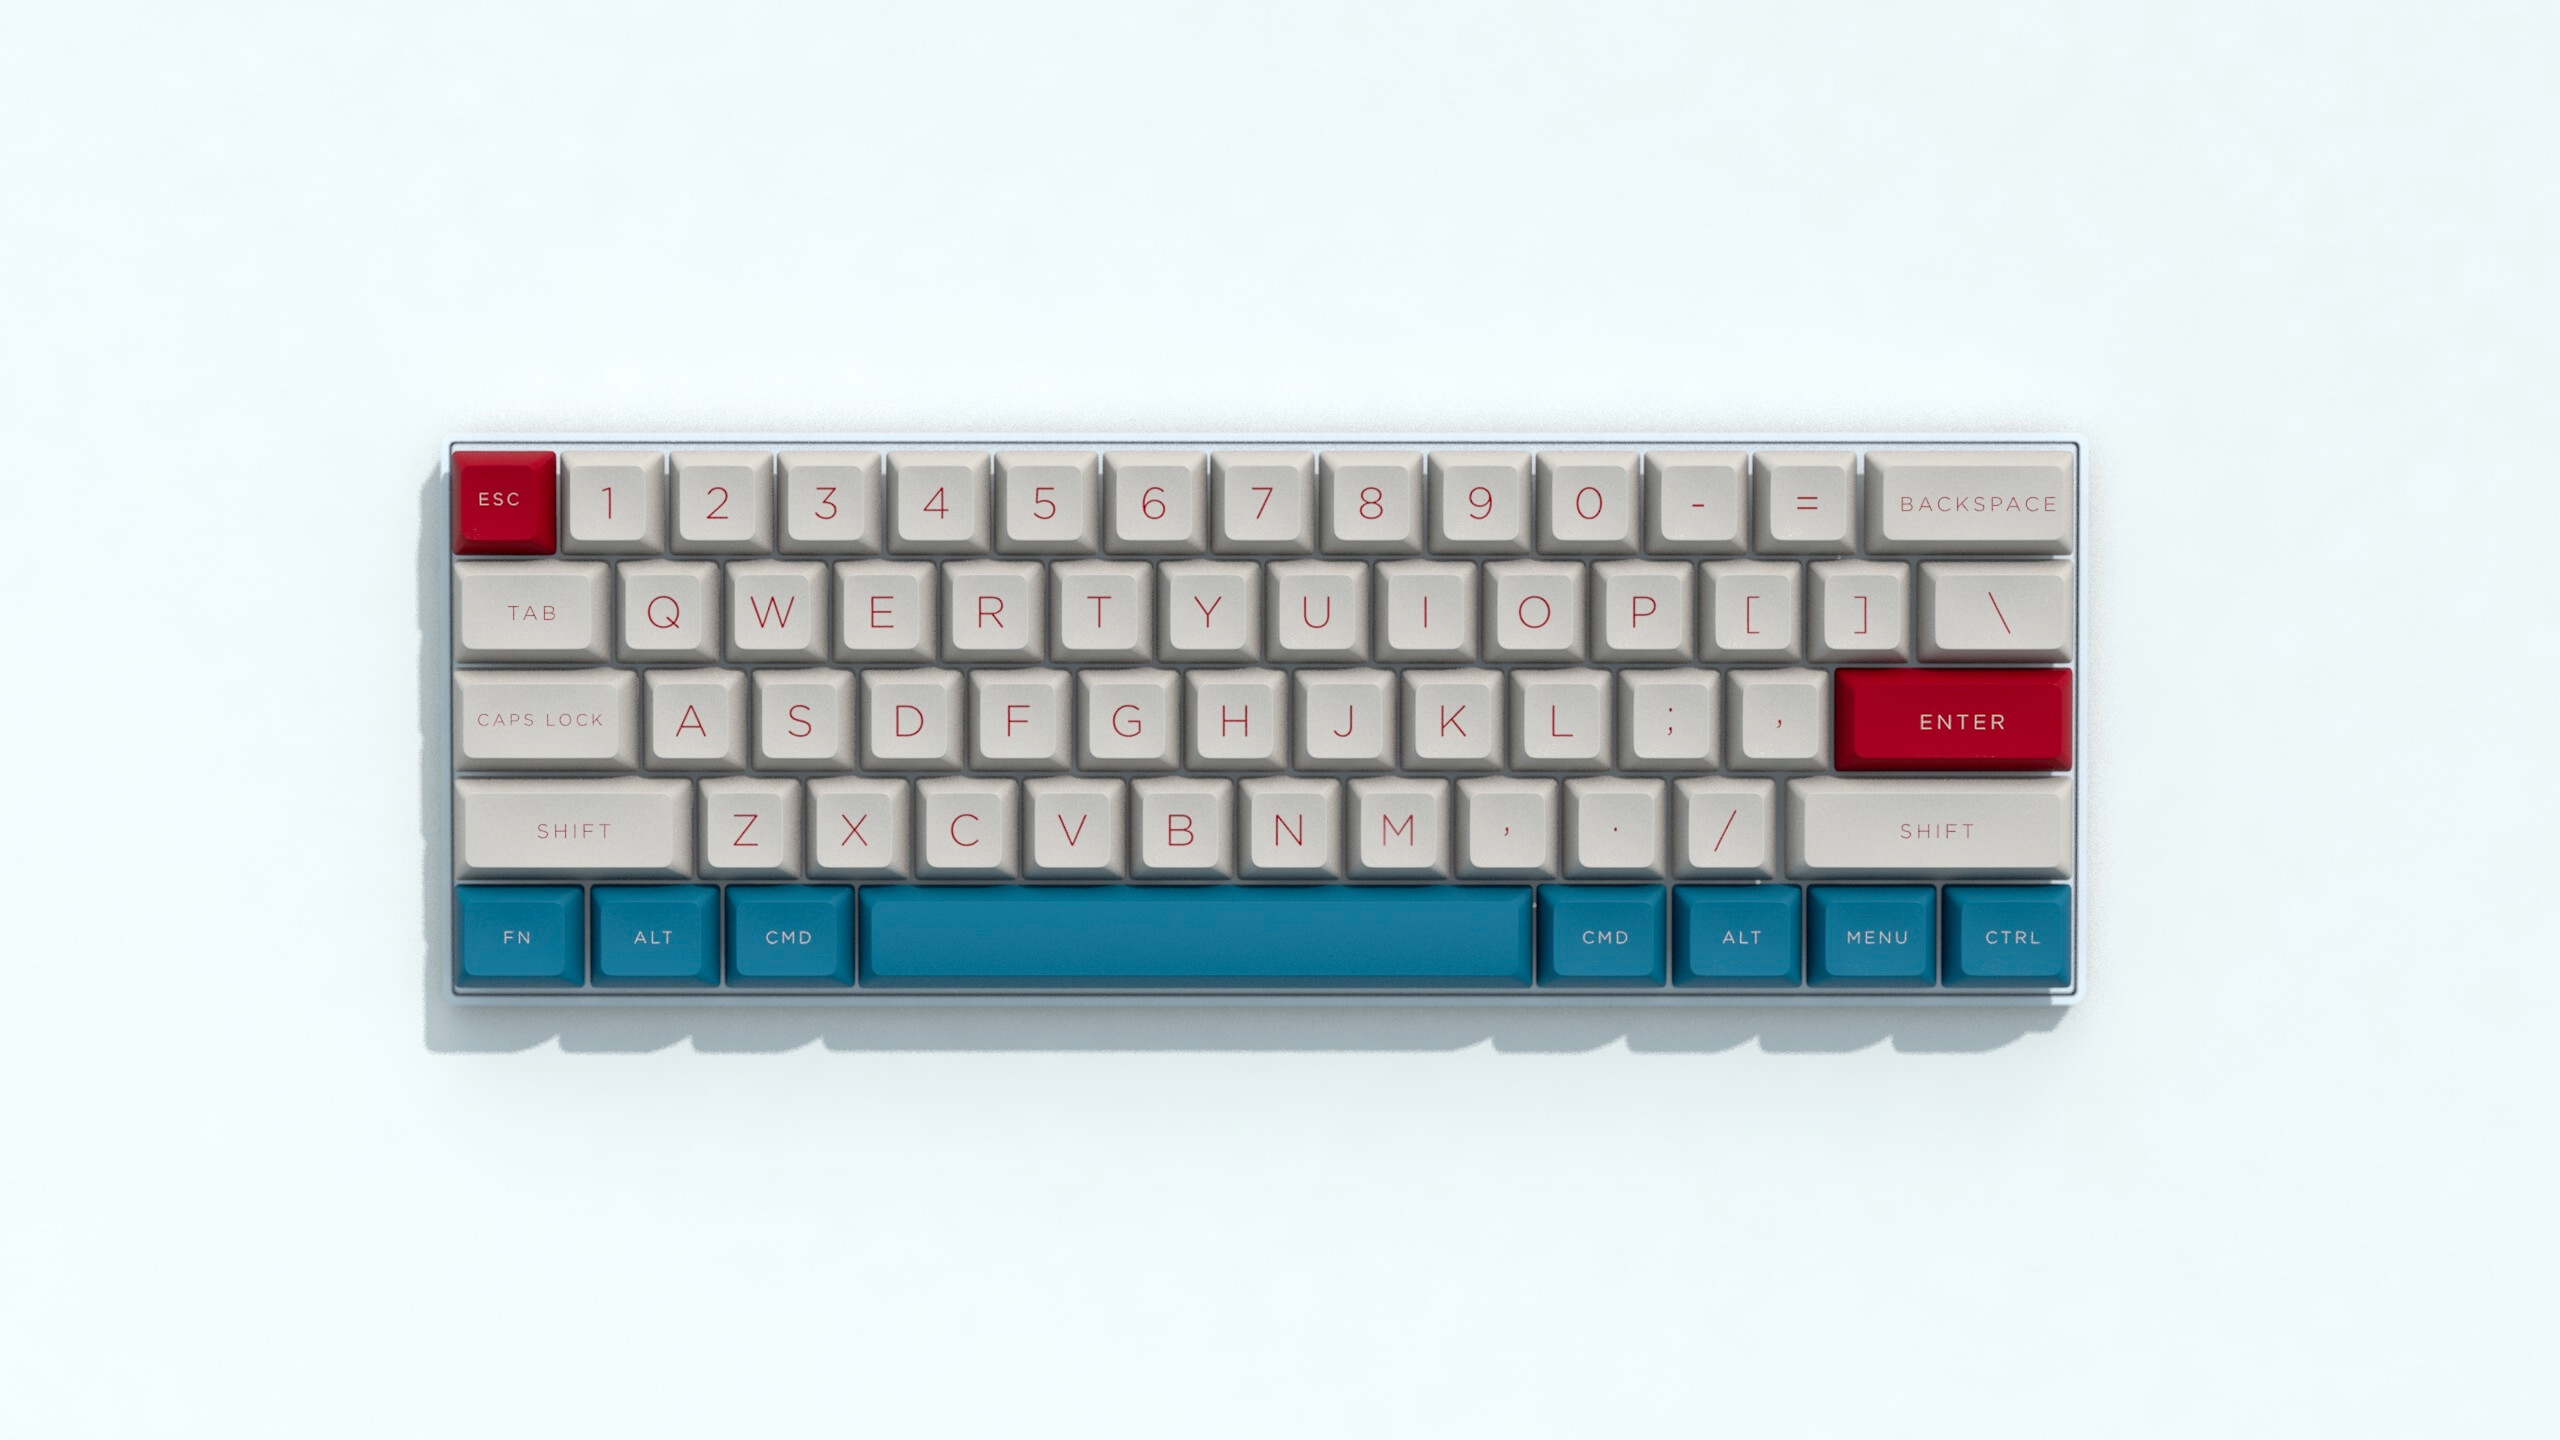 ESC 1 2 3 4 5 6 7 8 9 0 - = BACKSPACE
TAB Q W E R T Y U I O P [ ] \
CAPS LOCK A S D F G H J K L ; , ENTER
SHIFT Z X C V B N M , . / SHIFT
FN ALT CMD CMD ALT MENU CTRL